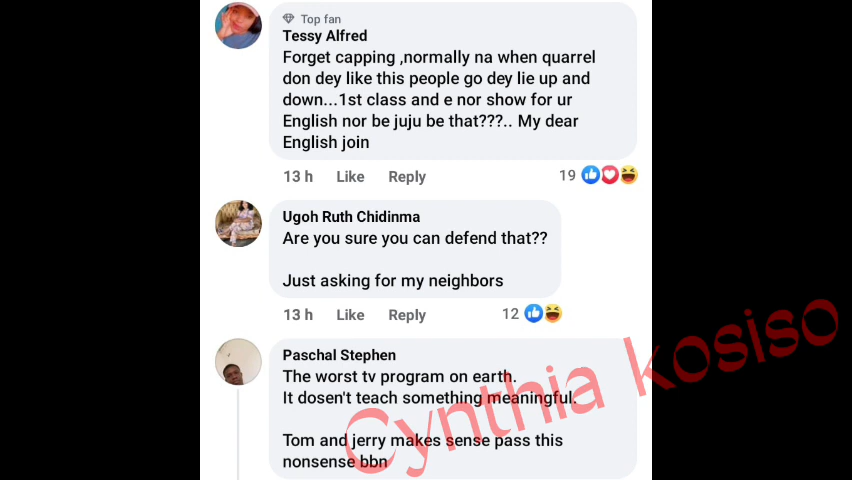 Top fan
Tessy Alfred
Forget capping ,normally na when quarrel
don dey like this people go dey lie up and
down...1st class and e nor show for ur
English nor be juju be that???.. My dear
English join
13 h Like Reply 19
Ugoh Ruth Chidinma
Are you sure you can defend that??
Just asking for my neighbors
13 h Like Reply 12
Paschal Stephen
The worst tv program on earth.
It dosen't teach something meaningful.
Tom and jerry makes sense pass this
nonsense bbn
Cynthia kosiso